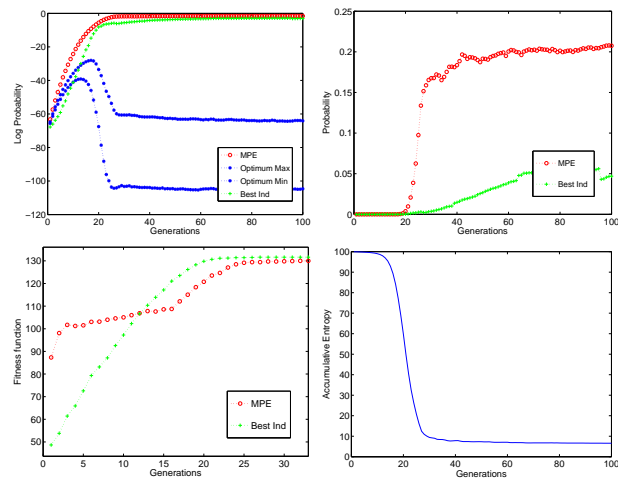 0
−20
−40
−60
−80
−100
−120
Log Probability
0 20 40 60 80 100
Generations
MPE
Optimum Max
Optimum Min
Best Ind
0.25
0.2
0.15
0.1
0.05
0
Probability
0 20 40 60 80 100
Generations
MPE
Best Ind
130
120
110
100
90
80
70
60
50
Fitness function
0 5 10 15 20 25 30
Generations
MPE
Best Ind
100
90
80
70
60
50
40
30
20
10
0
Accumulative Entropy
0 20 40 60 80 100
Generations